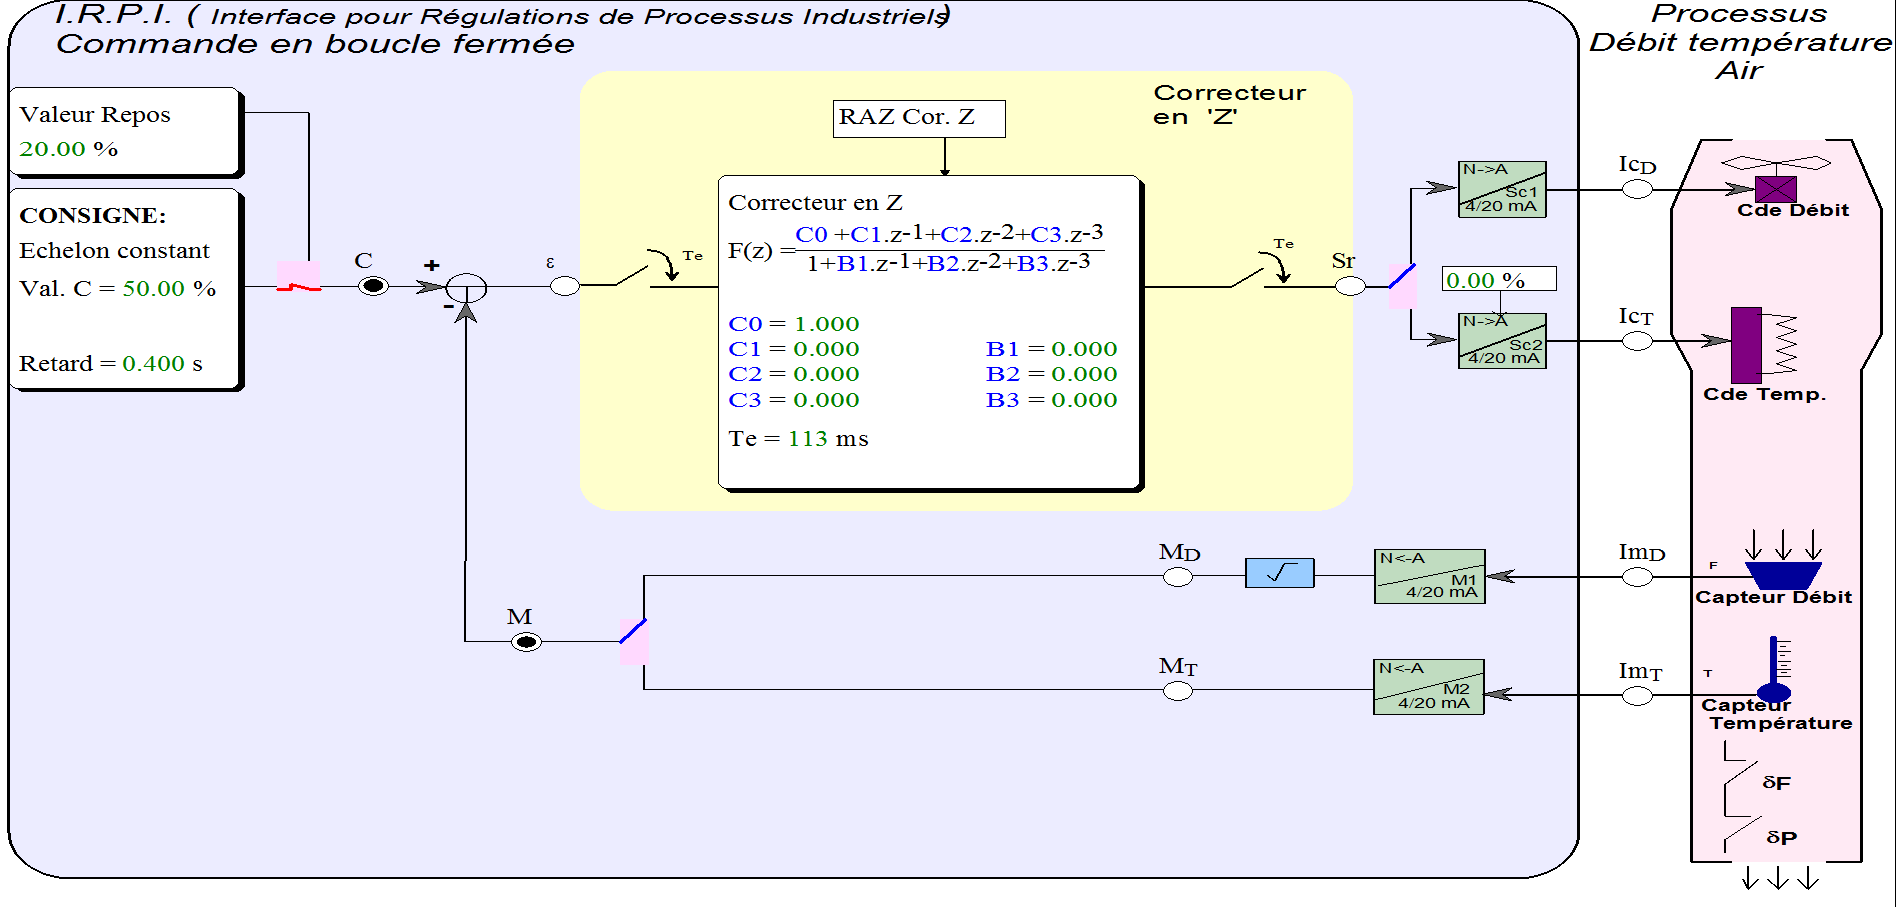 I.R.P.I. ( Interface pour Régulations de Processus Industriels)
Commande en boucle fermée
Processus
Débit température
Air
Valeur Repos
20.00 %
CONSIGNE:
Echelon constant
Val. C = 50.00 %
Retard = 0.400 s
C
+
-
ε
Te
RAZ Cor. Z
Correcteur
en 'Z'
Correcteur en Z
F(z) = C0 +C1.z-1+C2.z-2+C3.z-3
1+B1.z-1+B2.z-2+B3.z-3
C0 = 1.000
C1 = 0.000 B1 = 0.000
C2 = 0.000 B2 = 0.000
C3 = 0.000 B3 = 0.000
Te = 113 ms
Te
Sr
N->A
Sc1
4/20 mA
IcD
Cde Débit
0.00 %
N->A
Sc2
4/20 mA
IcT
Cde Temp.
MD
√
N<-A
M1
4/20 mA
ImD
F
Capteur Débit
M
MT
N<-A
M2
4/20 mA
ImT
T
Capteur
Température
δF
δP